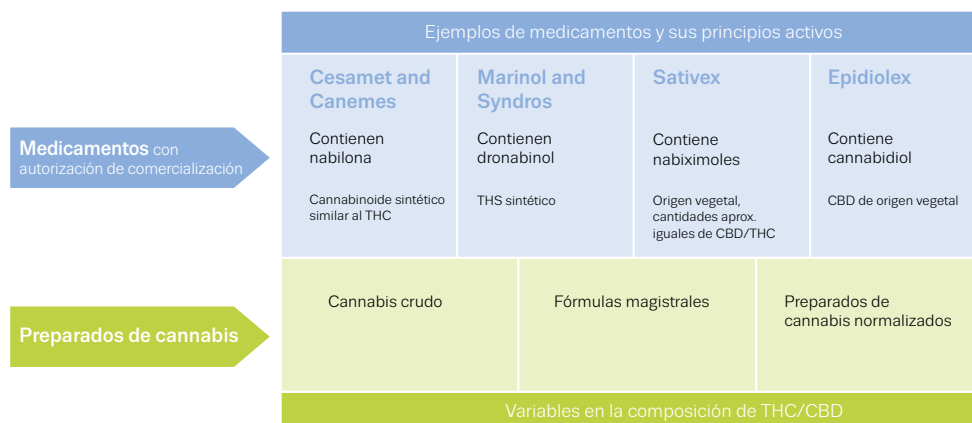 Ejemplos de medicamentos y sus principios activos
Medicamentos con
autorización de comercialización
Cesamet and
Canemes
Contienen
nabilona
Cannabinoide sintético
similar al THC
Marinol and
Syndros
Contienen
dronabinol
THS sintético
Sativex
Contiene
nabiximoles
Origen vegetal,
cantidades aprox.
iguales de CBD/THC
Epidiolex
Contiene
cannabidiol
CBD de origen vegetal
Preparados de cannabis
Cannabis crudo
Fórmulas magistrales
Preparados de
cannabis normalizados
Variables en la composición de THC/CBD